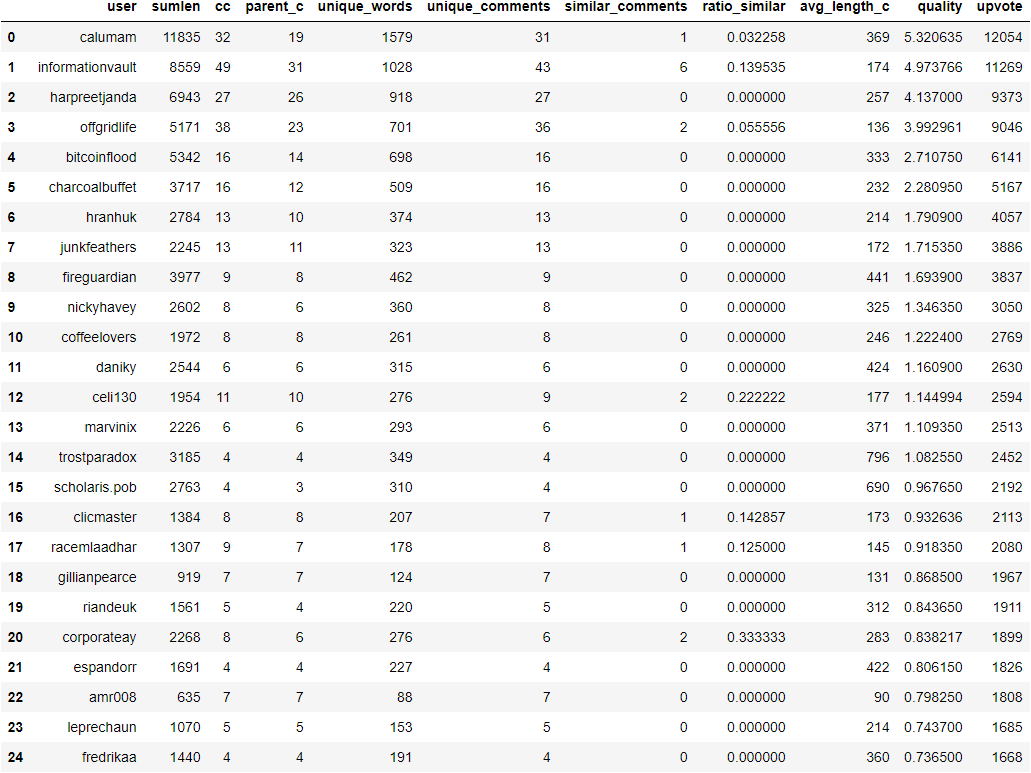 user sumlen cc parent_c unique_words unique_comments similar_comments ratio_similar avg_length_c quality upvote
0 calumam 11835 32 19 1579 31 1 0.032258 369 5.320635 12054
1 informationvault 8559 49 31 1028 43 6 0.139535 174 4.973766 11269
2 harpreetjanda 6943 27 26 918 27 0 0.000000 257 4.137000 9373
3 offgridlife 5171 38 23 701 36 2 0.055556 136 3.992961 9046
4 bitcoinflood 5342 16 14 698 16 0 0.000000 333 2.710750 6141
5 charcoalbuffet 3717 16 12 509 16 0 0.000000 232 2.280950 5167
6 hranhuk 2784 13 10 374 13 0 0.000000 214 1.790900 4057
7 junkfeathers 2245 13 11 323 13 0 0.000000 172 1.715350 3886
8 fireguardian 3977 9 8 462 9 0 0.000000 441 1.693900 3837
9 nickyhavey 2602 8 6 360 8 0 0.000000 325 1.346350 3050
10 coffeelovers 1972 8 8 261 8 0 0.000000 246 1.222400 2769
11 daniky 2544 6 6 315 6 0 0.000000 424 1.160900 2630
12 celi130 1954 11 10 276 9 2 0.222222 177 1.144994 2594
13 marvinix 2226 6 6 293 6 0 0.000000 371 1.109350 2513
14 trostparadox 3185 4 4 349 4 0 0.000000 796 1.082550 2452
15 scholaris.pob 2763 4 3 310 4 0 0.000000 690 0.967650 2192
16 clicmaster 1384 8 8 207 7 1 0.142857 173 0.932636 2113
17 racemlaadhar 1307 9 7 178 8 1 0.125000 145 0.918350 2080
18 gillianpearce 919 7 7 124 7 0 0.000000 131 0.868500 1967
19 riandeuk 1561 5 4 220 5 0 0.000000 312 0.843650 1911
20 corporateay 2268 8 6 276 6 2 0.333333 283 0.838217 1899
21 espandorr 1691 4 4 227 4 0 0.000000 422 0.806150 1826
22 amr008 635 7 7 88 7 0 0.000000 90 0.798250 1808
23 leprechaun 1070 5 5 153 5 0 0.000000 214 0.743700 1685
24 fredrikaa 1440 4 4 191 4 0 0.000000 360 0.736500 1668